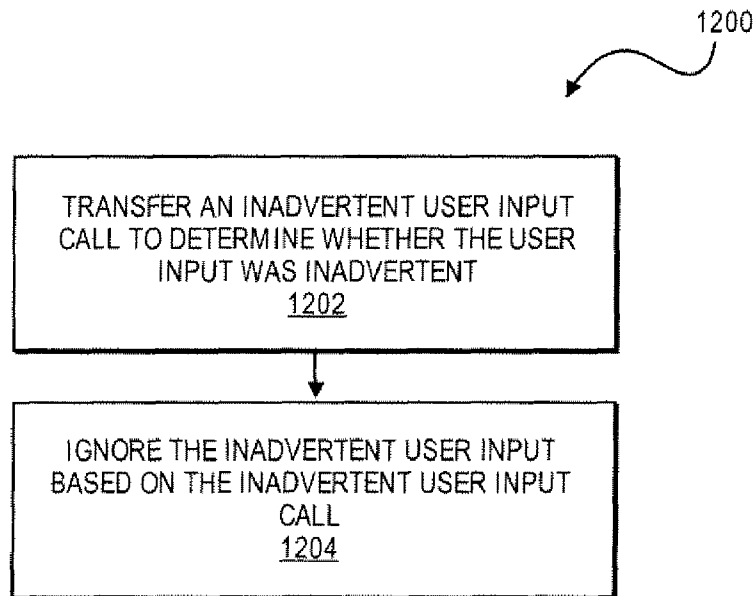 1200
TRANSFER AN INADVERTENT USER INPUT
CALL TO DETERMINE WHETHER THE USER
INPUT WAS INADVERTENT
1202
IGNORE THE INADVERTENT USER INPUT
BASED ON THE INADVERTENT USER INPUT
CALL
1204